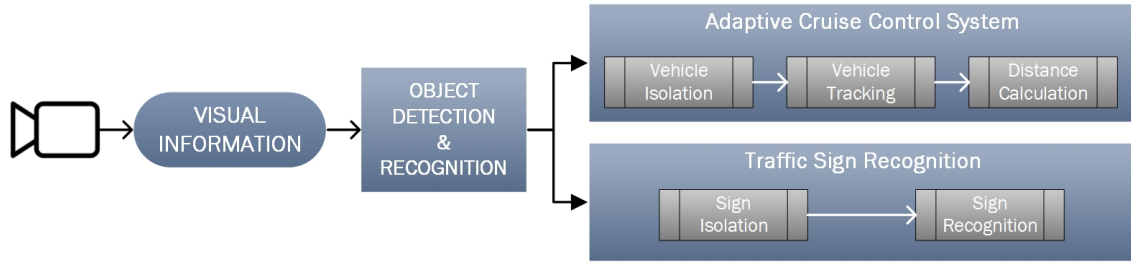 VISUAL
INFORMATION
OBJECT
DETECTION
&
RECOGNITION
Adaptive Cruise Control System
Vehicle
Isolation
Vehicle
Tracking
Distance
Calculation
Traffic Sign Recognition
Sign
Isolation
Sign
Recognition